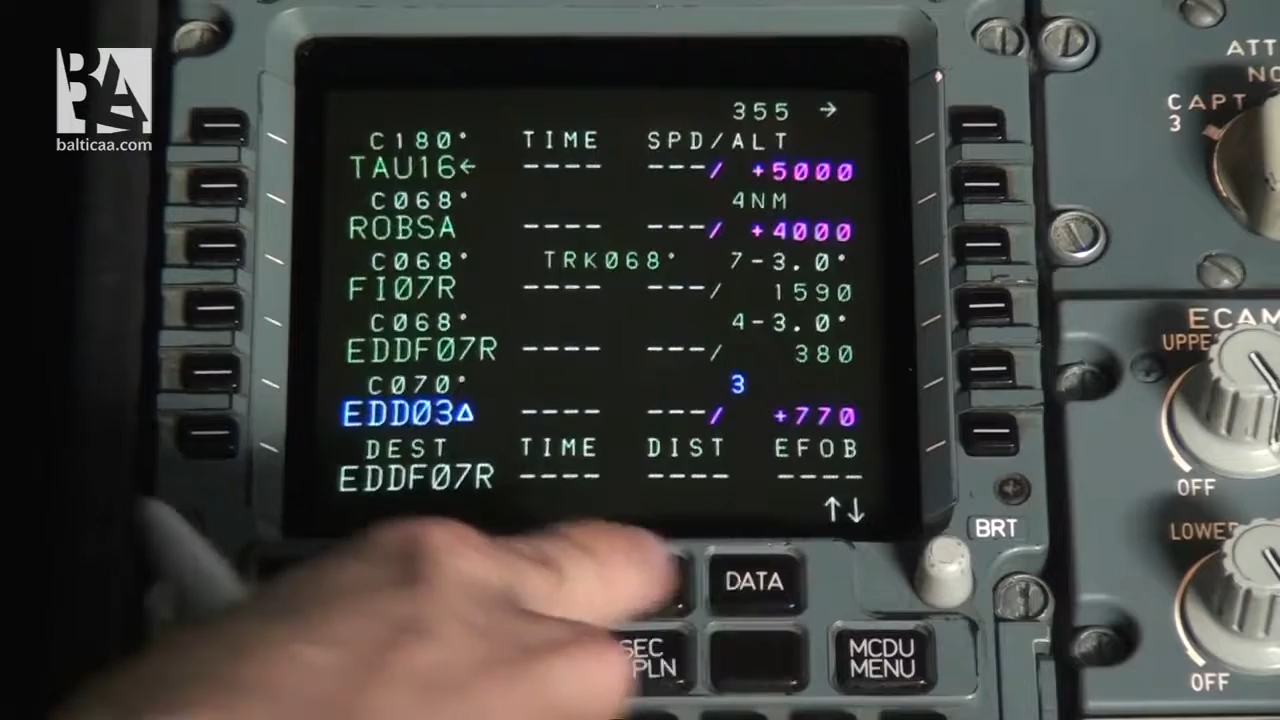 BA
balticaa.com
355 →
C180° TIME SPD/ALT
TAU16← ---- ---/ +5000
C068° 4NM
ROBSA ---- ---/ +4000
C068° TRK068° 7-3.0°
FI07R ---- ---/ 1590
C068° 4-3.0°
EDDF07R ---- ---/ 380
C070° 3
EDD03∆ ---- ---/ +770
DEST TIME DIST EFOB
EDDF07R ---- ---- ----
↑↓
BRT
DATA
SEC
PLN
MCDU
MENU
ATT
NO
CAPT
3
ECAM
UPPE
OFF
LOWER
OFF